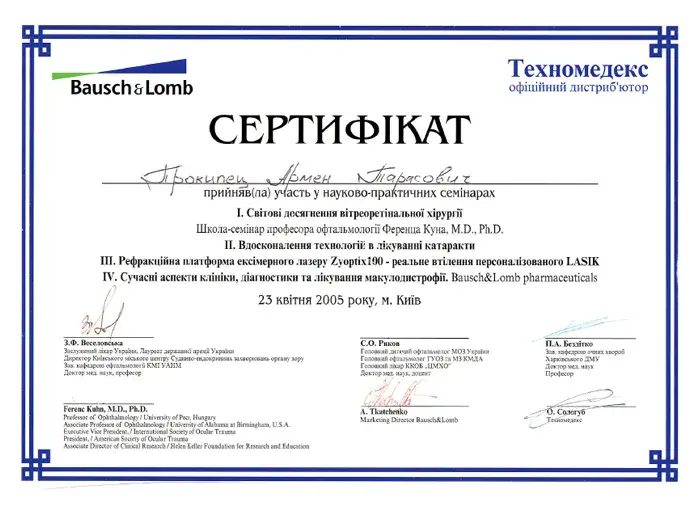 Bausch & Lomb
Техномедекс
офіційний дистриб'ютор
СЕРТИФІКАТ
Прокипец Армен Тарасович
прийняв(ла) участь у науково-практичних семінарах
І. Світові досягнення вітреоретінальної хірургії
Школа-семінар професора офтальмології Ференца Куна, M.D., Ph.D.
ІІ. Вдосконалення технології в лікуванні катаракти
ІІІ. Рефракційна платформа ексімерного лазеру Zyoptix100 - реальне втілення персоналізованого LASIK
IV. Сучасні аспекти клініки, діагностики та лікування макулодистрофії. Bausch&Lomb pharmaceuticals
23 квітня 2005 року, м. Київ
З.Ф. Веселовська
Заслужений лікар України, Лауреат державної премії України
Директор Київського центру Судинно-ендокринних захворювань органу зору
Зав. кафедрою офтальмології КМІ УАНМ
Доктор мед. наук, професор
С.О. Риков
Головний дитячий офтальмолог МОЗ України
Головний офтальмолог ГУОЗ та МЗ КМДА
Головний лікар ККОБ "ЦМХО"
Доктор мед. наук, доцент
П.А. Бездітко
Зав. кафедрою очних хвороб
Харківського ДМУ
Доктор мед. наук
Професор
Ferenc Kuhn, M.D., Ph.D.
Professor of Ophthalmology / University of Pecs, Hungary
Associate Professor of Ophthalmology / University of Alabama at Birmingham, U.S.A.
Executive Vice President, / International Society of Ocular Trauma
President, / American Society of Ocular Trauma
Associate Director of Clinical Research / Helen Keller Foundation for Research and Education
A. Tkatchenko
Marketing Director Bausch&Lomb
О. Сологуб
Техномедекс